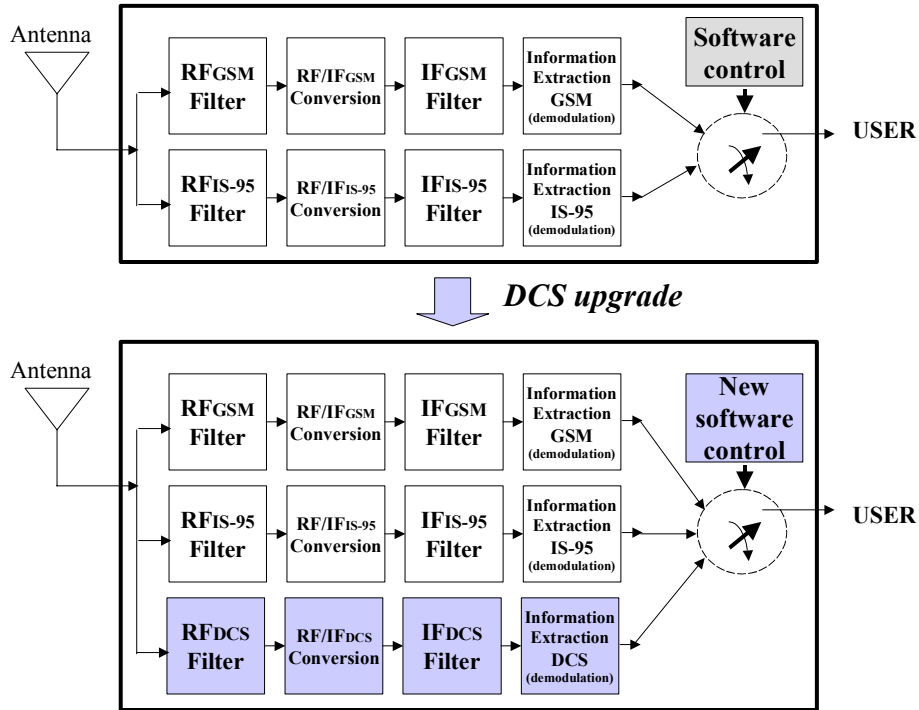 Antenna
RFGSM
Filter
RF/IFGSM
Conversion
IFGSM
Filter
Information
Extraction
GSM
(demodulation)
Software
control
USER
RFIS-95
Filter
RF/IFIS-95
Conversion
IFIS-95
Filter
Information
Extraction
IS-95
(demodulation)
DCS upgrade
Antenna
RFGSM
Filter
RF/IFGSM
Conversion
IFGSM
Filter
Information
Extraction
GSM
(demodulation)
New
software
control
USER
RFIS-95
Filter
RF/IFIS-95
Conversion
IFIS-95
Filter
Information
Extraction
IS-95
(demodulation)
RFDCS
Filter
RF/IFDCS
Conversion
IFDCS
Filter
Information
Extraction
DCS
(demodulation)